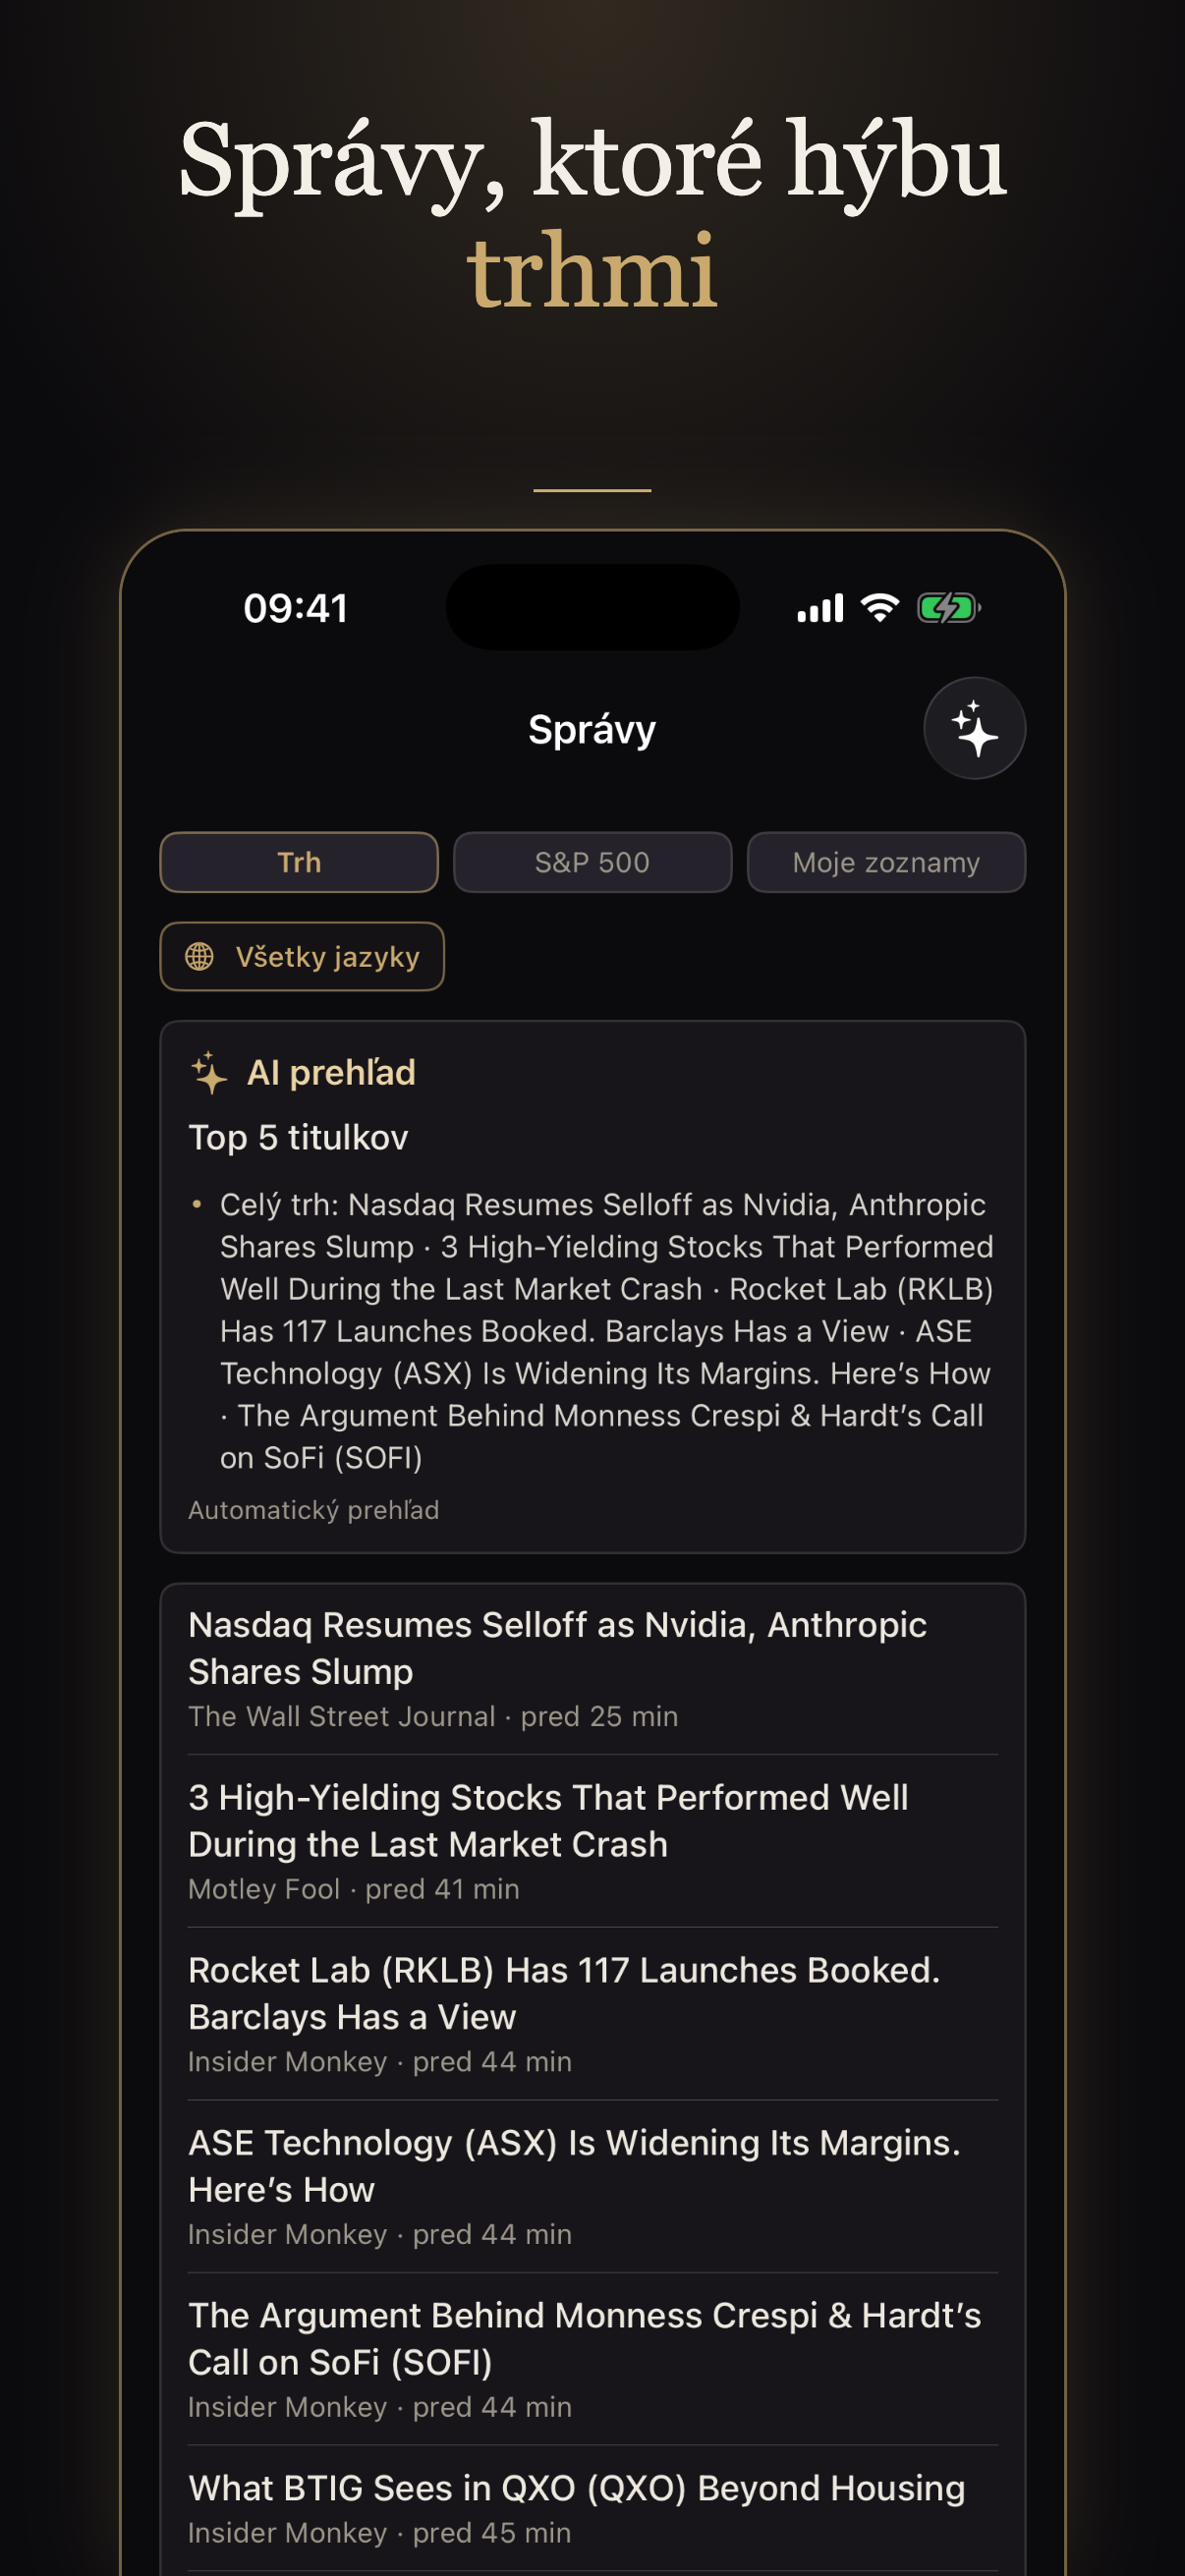 Správy, ktoré hýbu
trhmi
09:41
Správy
Trh
S&P 500
Moje zoznamy
Všetky jazyky
AI prehľad
Top 5 titulkov
• Celý trh: Nasdaq Resumes Selloff as Nvidia, Anthropic
Shares Slump · 3 High-Yielding Stocks That Performed
Well During the Last Market Crash · Rocket Lab (RKLB)
Has 117 Launches Booked. Barclays Has a View · ASE
Technology (ASX) Is Widening Its Margins. Here’s How
· The Argument Behind Monness Crespi & Hardt’s Call
on SoFi (SOFI)
Automatický prehľad
Nasdaq Resumes Selloff as Nvidia, Anthropic
Shares Slump
The Wall Street Journal · pred 25 min
3 High-Yielding Stocks That Performed Well
During the Last Market Crash
Motley Fool · pred 41 min
Rocket Lab (RKLB) Has 117 Launches Booked.
Barclays Has a View
Insider Monkey · pred 44 min
ASE Technology (ASX) Is Widening Its Margins.
Here’s How
Insider Monkey · pred 44 min
The Argument Behind Monness Crespi & Hardt’s
Call on SoFi (SOFI)
Insider Monkey · pred 44 min
What BTIG Sees in QXO (QXO) Beyond Housing
Insider Monkey · pred 45 min